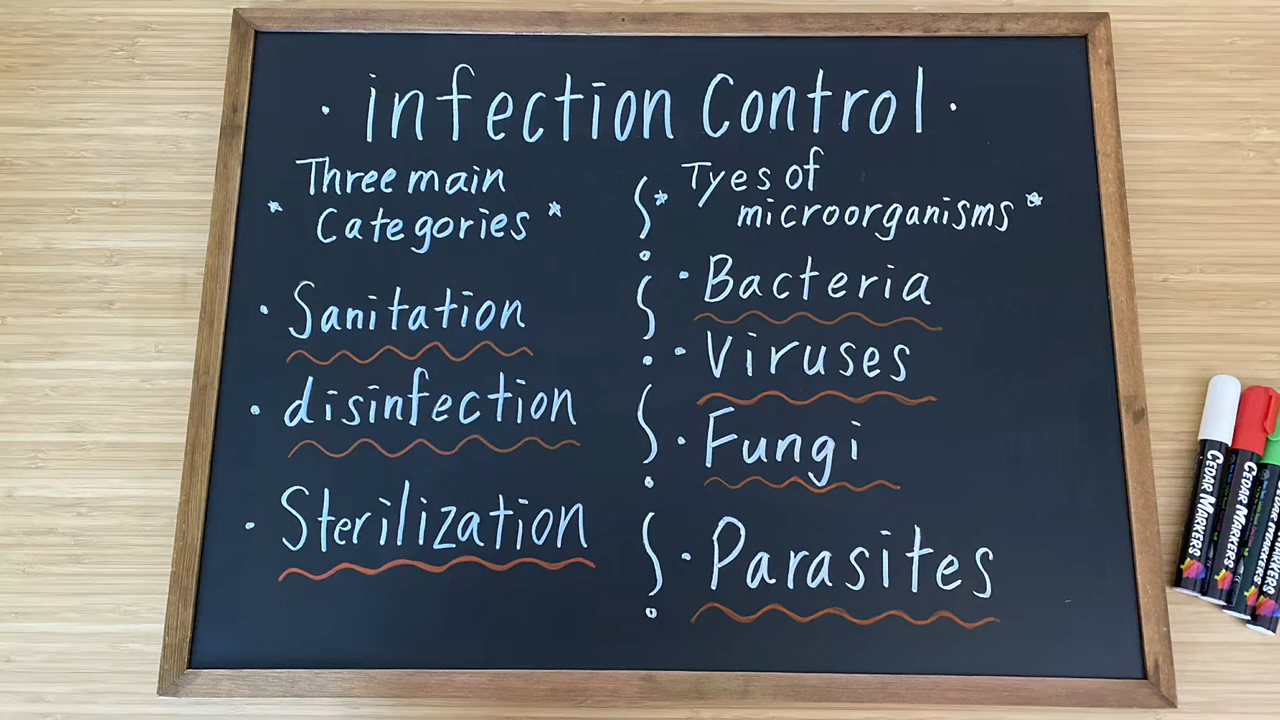 · infection Control ·
Three main
* Categories *
· Sanitation
· disinfection
· Sterilization
* Tyes of
microorganisms *
· Bacteria
· Viruses
· Fungi
· Parasites
CEDAR MARKERS
CEDAR MARKERS